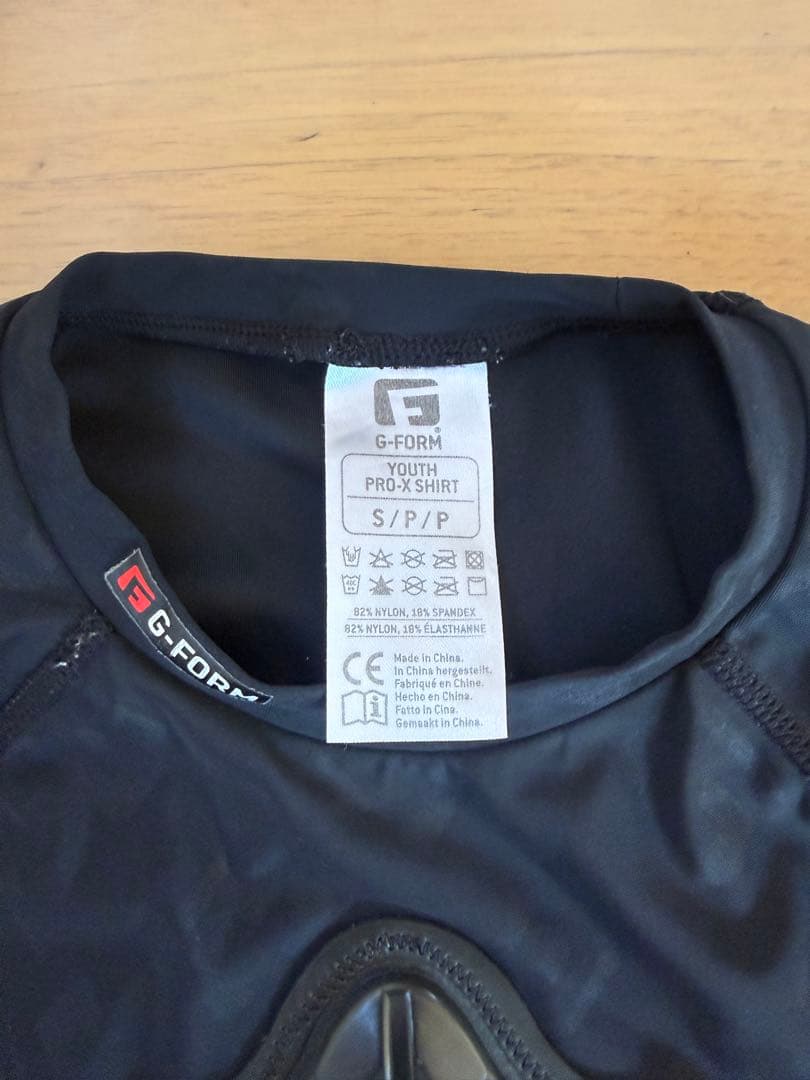 G-FORM®
YOUTH
PRO-X SHIRT
S/P/P
82% NYLON, 18% SPANDEX
82% NYLON, 18% ÉLASTHANNE
CE
Made in China.
In China hergestellt.
Fabriqué en Chine.
Hecho en China.
Fatto in Cina.
Gemaakt in China.
G-FORM